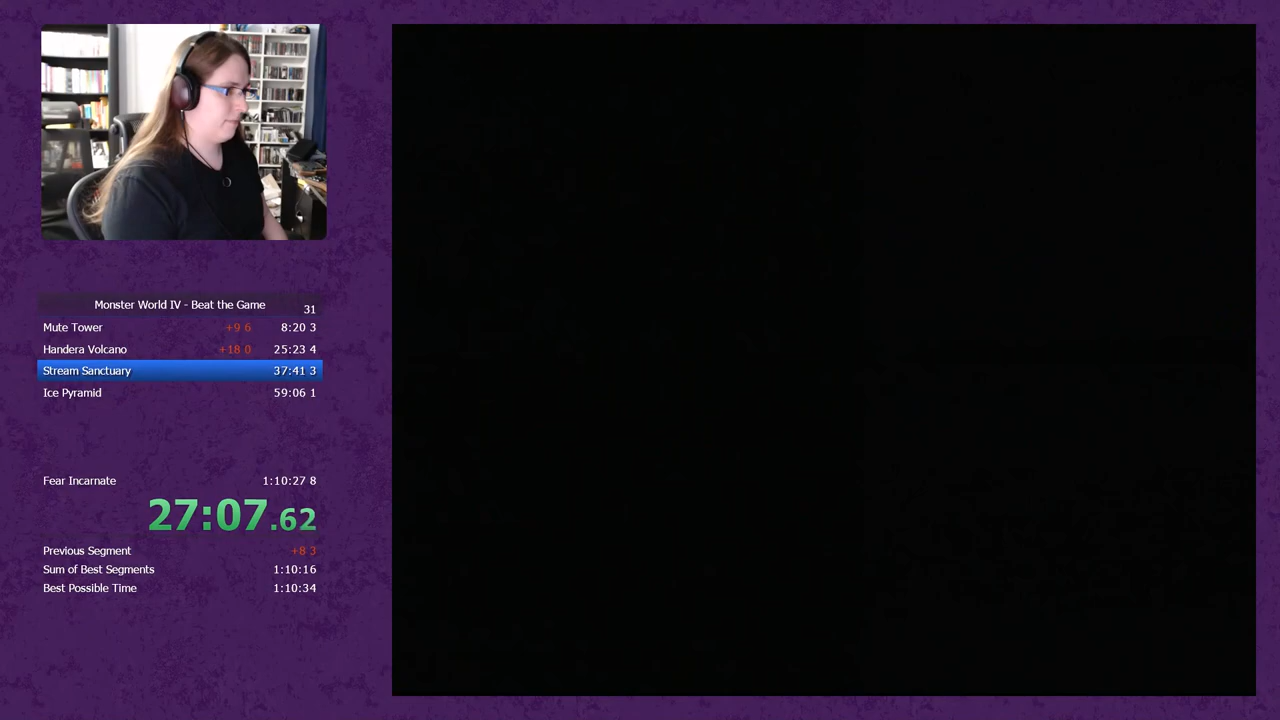 Monster World IV - Beat the Game
31
Mute Tower +9 6 8:20 3
Handera Volcano +18 0 25:23 4
Stream Sanctuary 37:41 3
Ice Pyramid 59:06 1
Fear Incarnate 1:10:27 8
27:07.62
Previous Segment +8 3
Sum of Best Segments 1:10:16
Best Possible Time 1:10:34